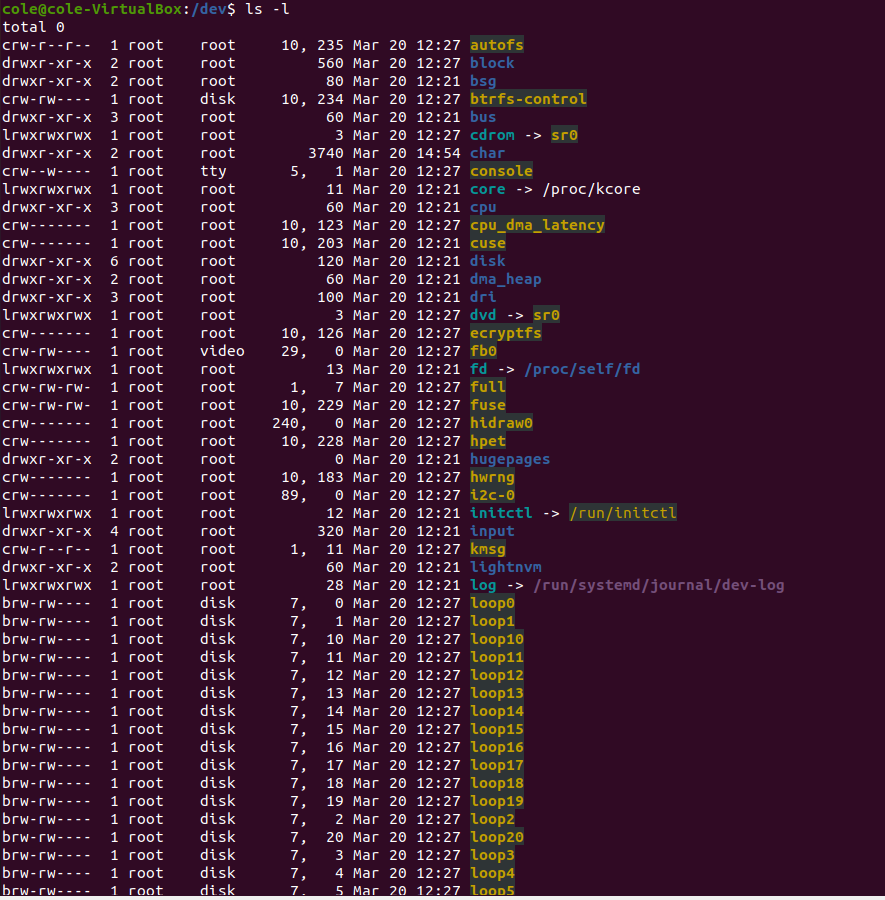 cole@cole-VirtualBox:/dev$ ls -l
total 0
crw-r--r--  1 root    root     10, 235 Mar 20 12:27 autofs
drwxr-xr-x  2 root    root         560 Mar 20 12:27 block
drwxr-xr-x  2 root    root          80 Mar 20 12:21 bsg
crw-rw----  1 root    disk     10, 234 Mar 20 12:27 btrfs-control
drwxr-xr-x  3 root    root          60 Mar 20 12:21 bus
lrwxrwxrwx  1 root    root           3 Mar 20 12:27 cdrom -> sr0
drwxr-xr-x  2 root    root        3740 Mar 20 14:54 char
crw--w----  1 root    tty       5,   1 Mar 20 12:27 console
lrwxrwxrwx  1 root    root          11 Mar 20 12:21 core -> /proc/kcore
drwxr-xr-x  3 root    root          60 Mar 20 12:21 cpu
crw-------  1 root    root     10, 123 Mar 20 12:27 cpu_dma_latency
crw-------  1 root    root     10, 203 Mar 20 12:21 cuse
drwxr-xr-x  6 root    root         120 Mar 20 12:21 disk
drwxr-xr-x  2 root    root          60 Mar 20 12:21 dma_heap
drwxr-xr-x  3 root    root         100 Mar 20 12:21 dri
lrwxrwxrwx  1 root    root           3 Mar 20 12:27 dvd -> sr0
crw-------  1 root    root     10, 126 Mar 20 12:27 ecryptfs
crw-rw----  1 root    video    29,   0 Mar 20 12:27 fb0
lrwxrwxrwx  1 root    root          13 Mar 20 12:21 fd -> /proc/self/fd
crw-rw-rw-  1 root    root      1,   7 Mar 20 12:27 full
crw-rw-rw-  1 root    root     10, 229 Mar 20 12:27 fuse
crw-------  1 root    root    240,   0 Mar 20 12:27 hidraw0
crw-------  1 root    root     10, 228 Mar 20 12:27 hpet
drwxr-xr-x  2 root    root           0 Mar 20 12:21 hugepages
crw-------  1 root    root     10, 183 Mar 20 12:27 hwrng
crw-------  1 root    root     89,   0 Mar 20 12:27 i2c-0
lrwxrwxrwx  1 root    root          12 Mar 20 12:21 initctl -> /run/initctl
drwxr-xr-x  4 root    root         320 Mar 20 12:21 input
crw-r--r--  1 root    root      1,  11 Mar 20 12:27 kmsg
drwxr-xr-x  2 root    root          60 Mar 20 12:21 lightnvm
lrwxrwxrwx  1 root    root          28 Mar 20 12:21 log -> /run/systemd/journal/dev-log
brw-rw----  1 root    disk      7,   0 Mar 20 12:27 loop0
brw-rw----  1 root    disk      7,   1 Mar 20 12:27 loop1
brw-rw----  1 root    disk      7,  10 Mar 20 12:27 loop10
brw-rw----  1 root    disk      7,  11 Mar 20 12:27 loop11
brw-rw----  1 root    disk      7,  12 Mar 20 12:27 loop12
brw-rw----  1 root    disk      7,  13 Mar 20 12:27 loop13
brw-rw----  1 root    disk      7,  14 Mar 20 12:27 loop14
brw-rw----  1 root    disk      7,  15 Mar 20 12:27 loop15
brw-rw----  1 root    disk      7,  16 Mar 20 12:27 loop16
brw-rw----  1 root    disk      7,  17 Mar 20 12:27 loop17
brw-rw----  1 root    disk      7,  18 Mar 20 12:27 loop18
brw-rw----  1 root    disk      7,  19 Mar 20 12:27 loop19
brw-rw----  1 root    disk      7,   2 Mar 20 12:27 loop2
brw-rw----  1 root    disk      7,  20 Mar 20 12:27 loop20
brw-rw----  1 root    disk      7,   3 Mar 20 12:27 loop3
brw-rw----  1 root    disk      7,   4 Mar 20 12:27 loop4
brw-rw----  1 root    disk      7,   5 Mar 20 12:27 loop5